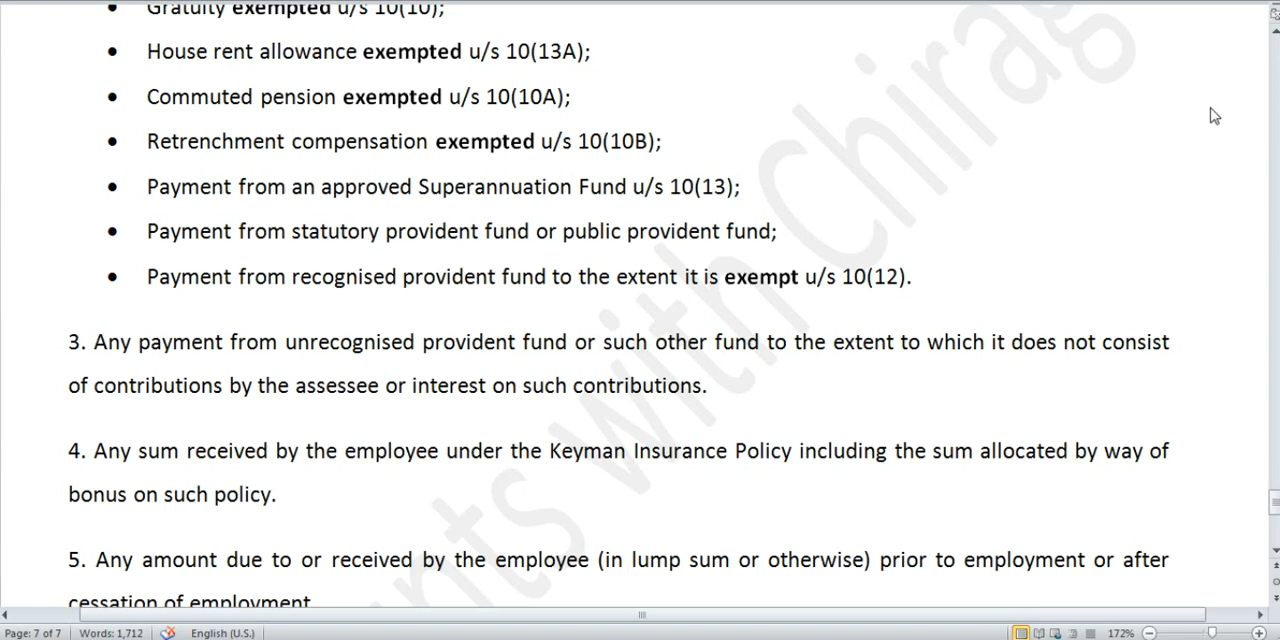 • Gratuity exempted u/s 10(10);
• House rent allowance exempted u/s 10(13A);
• Commuted pension exempted u/s 10(10A);
• Retrenchment compensation exempted u/s 10(10B);
• Payment from an approved Superannuation Fund u/s 10(13);
• Payment from statutory provident fund or public provident fund;
• Payment from recognised provident fund to the extent it is exempt u/s 10(12).
3. Any payment from unrecognised provident fund or such other fund to the extent to which it does not consist
of contributions by the assessee or interest on such contributions.
4. Any sum received by the employee under the Keyman Insurance Policy including the sum allocated by way of
bonus on such policy.
5. Any amount due to or received by the employee (in lump sum or otherwise) prior to employment or after
cessation of employment
nts with Chirag
Page: 7 of 7 Words: 1,712 English (U.S.) 172%